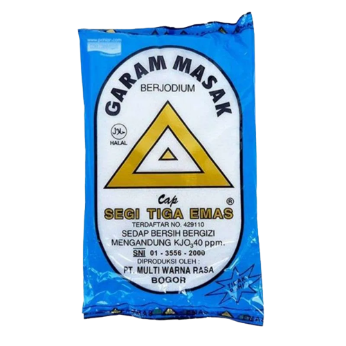 GARAM MASAK
BERJODIUM
HALAL
Cap
SEGI TIGA EMAS ®
TERDAFTAR NO. 429110
SEDAP BERSIH BERGIZI
MENGANDUNG KJO3 40 ppm.
SNI 01 - 3556 - 2000
DIPRODUKSI OLEH :
PT. MULTI WARNA RASA
BOGOR